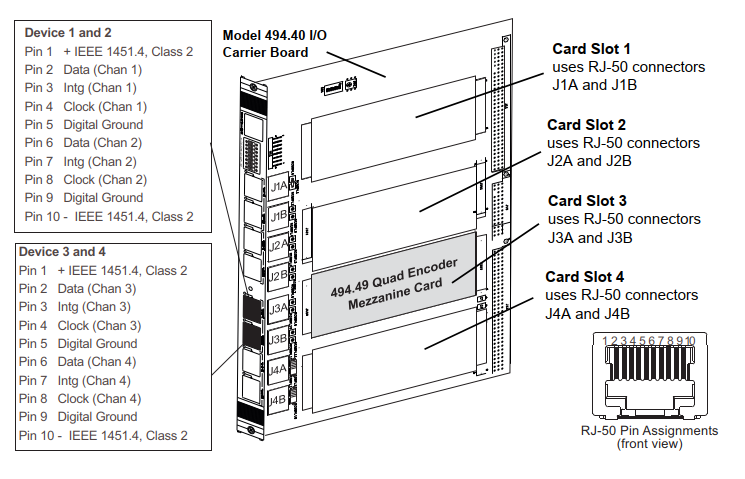 Device 1 and 2
Pin 1 + IEEE 1451.4, Class 2
Pin 2 Data (Chan 1)
Pin 3 Intg (Chan 1)
Pin 4 Clock (Chan 1)
Pin 5 Digital Ground
Pin 6 Data (Chan 2)
Pin 7 Intg (Chan 2)
Pin 8 Clock (Chan 2)
Pin 9 Digital Ground
Pin 10 - IEEE 1451.4, Class 2
Device 3 and 4
Pin 1 + IEEE 1451.4, Class 2
Pin 2 Data (Chan 3)
Pin 3 Intg (Chan 3)
Pin 4 Clock (Chan 3)
Pin 5 Digital Ground
Pin 6 Data (Chan 4)
Pin 7 Intg (Chan 4)
Pin 8 Clock (Chan 4)
Pin 9 Digital Ground
Pin 10 - IEEE 1451.4, Class 2
Model 494.40 I/O
Carrier Board
J1A
J1B
J2A
J2B
J3A
J3B
J4A
J4B
494.49 Quad Encoder
Mezzanine Card
Card Slot 1
uses RJ-50 connectors
J1A and J1B
Card Slot 2
uses RJ-50 connectors
J2A and J2B
Card Slot 3
uses RJ-50 connectors
J3A and J3B
Card Slot 4
uses RJ-50 connectors
J4A and J4B
1 2 3 4 5 6 7 8 9 10
RJ-50 Pin Assignments
(front view)